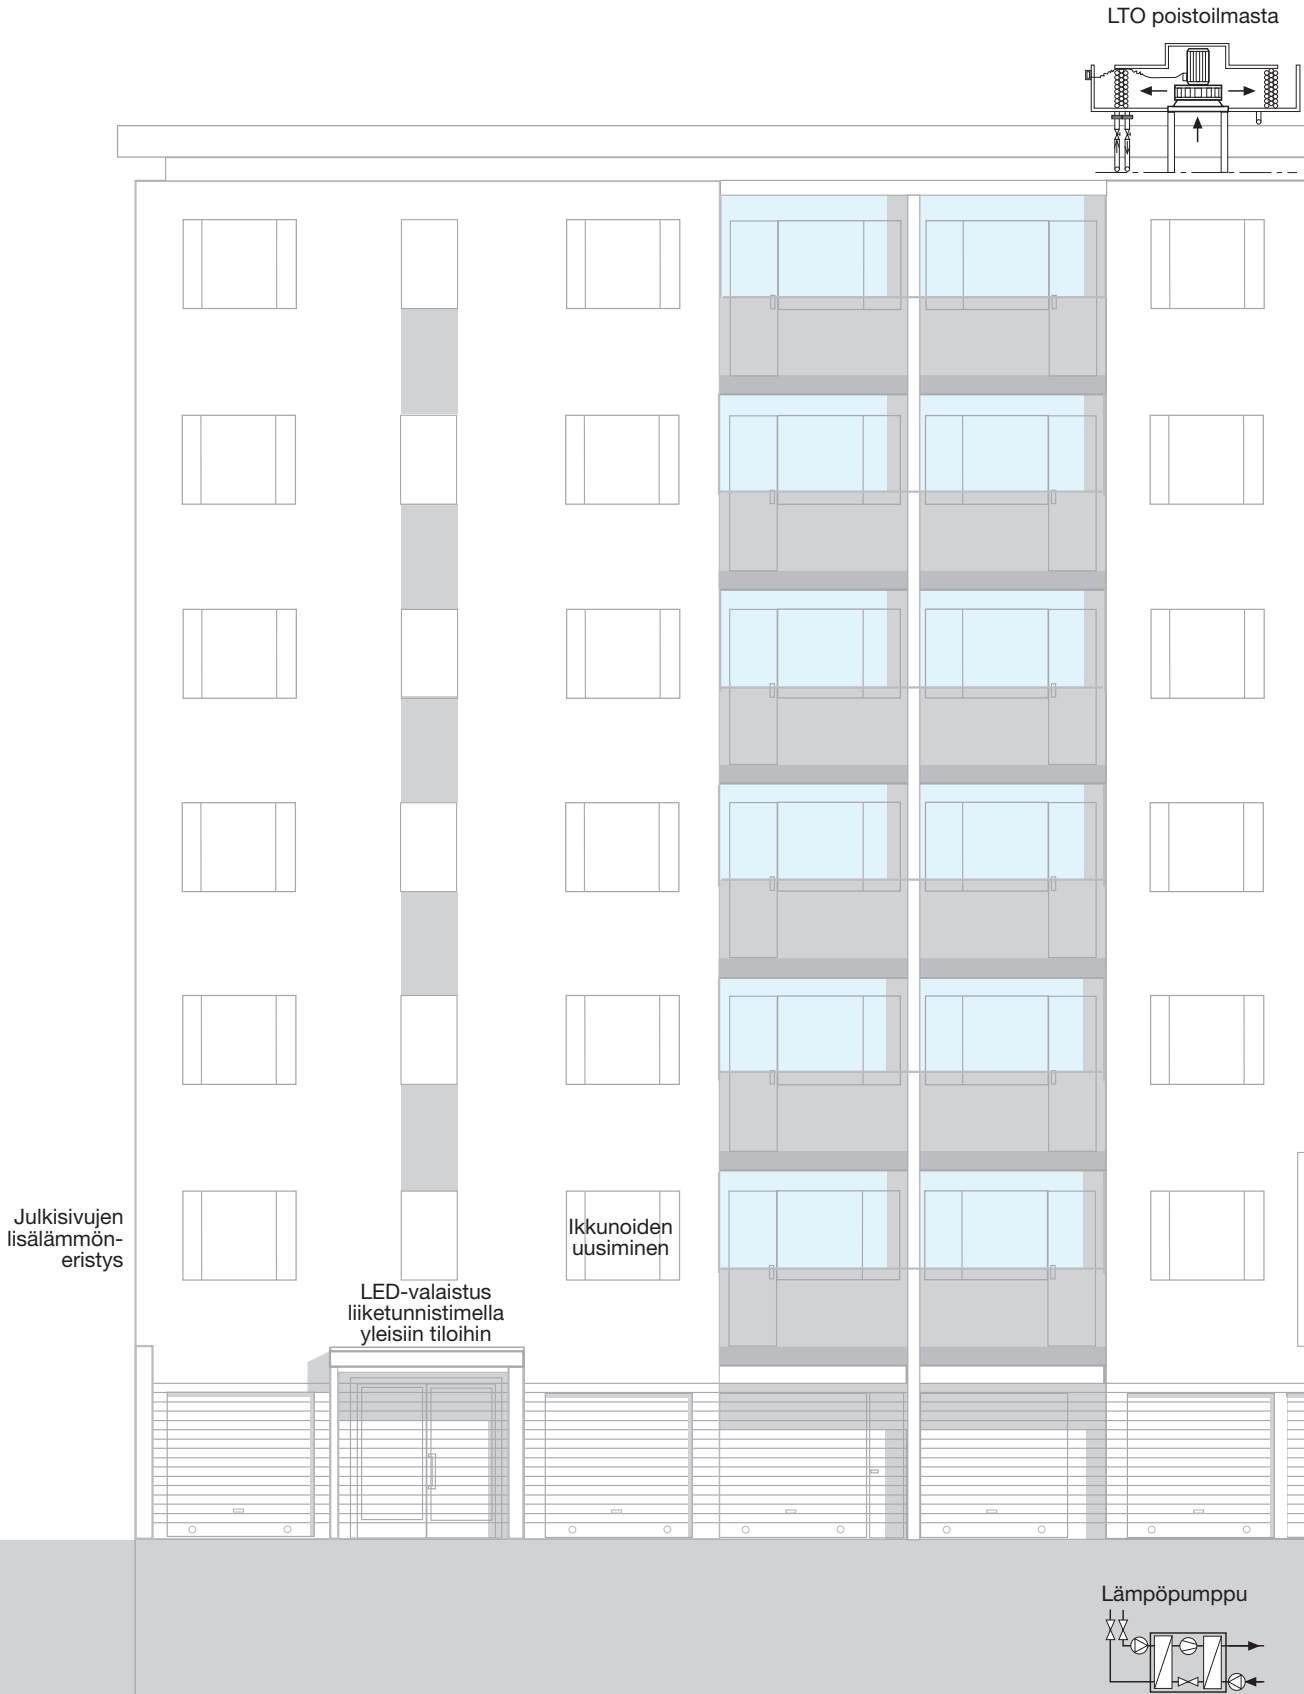 LTO poistoilmasta
Julkisivujen
lisälämmön-
eristys
Ikkunoiden
uusiminen
LED-valaistus
liiketunnistimella
yleisiin tiloihin
Lämpöpumppu